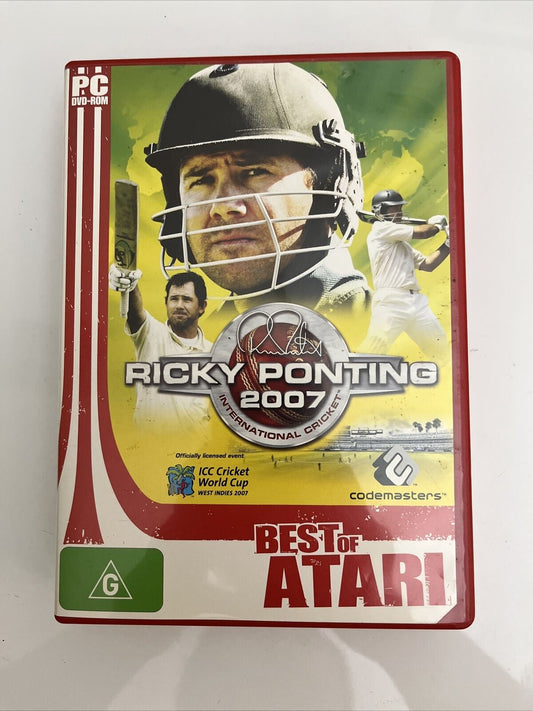 PC
DVD-ROM
RICKY PONTING
2007
INTERNATIONAL CRICKET
Officially licensed event
ICC Cricket
World Cup
WEST INDIES 2007
codemasters™
BEST OF
ATARI
G